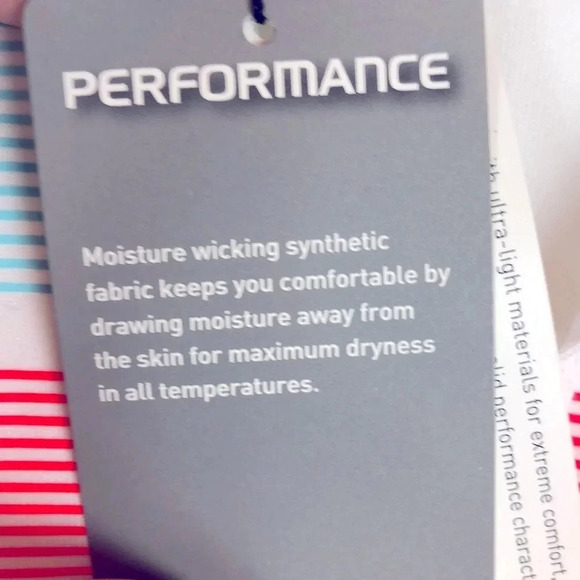 PERFORMANCE
Moisture wicking synthetic
fabric keeps you comfortable by
drawing moisture away from
the skin for maximum dryness
in all temperatures.
ultra-light materials for extreme comfort,
performance